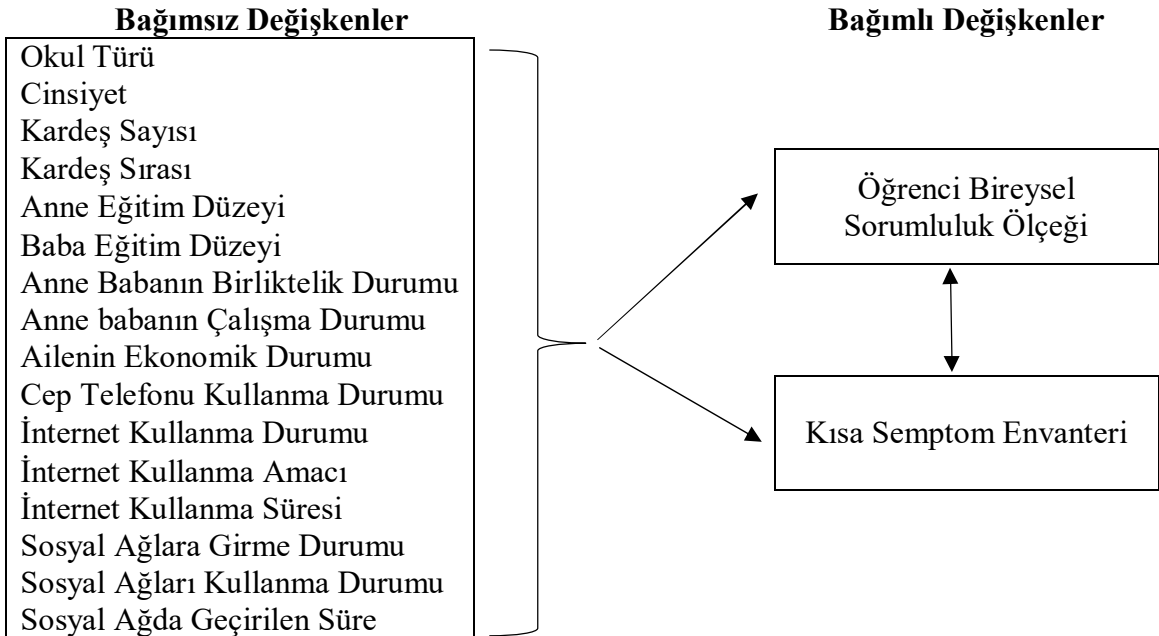 Bağımsız Değişkenler
Okul Türü
Cinsiyet
Kardeş Sayısı
Kardeş Sırası
Anne Eğitim Düzeyi
Baba Eğitim Düzeyi
Anne Babanın Birliktelik Durumu
Anne babanın Çalışma Durumu
Ailenin Ekonomik Durumu
Cep Telefonu Kullanma Durumu
İnternet Kullanma Durumu
İnternet Kullanma Amacı
İnternet Kullanma Süresi
Sosyal Ağlara Girme Durumu
Sosyal Ağları Kullanma Durumu
Sosyal Ağda Geçirilen Süre
Bağımlı Değişkenler
Öğrenci Bireysel
Sorumluluk Ölçeği
Kısa Semptom Envanteri